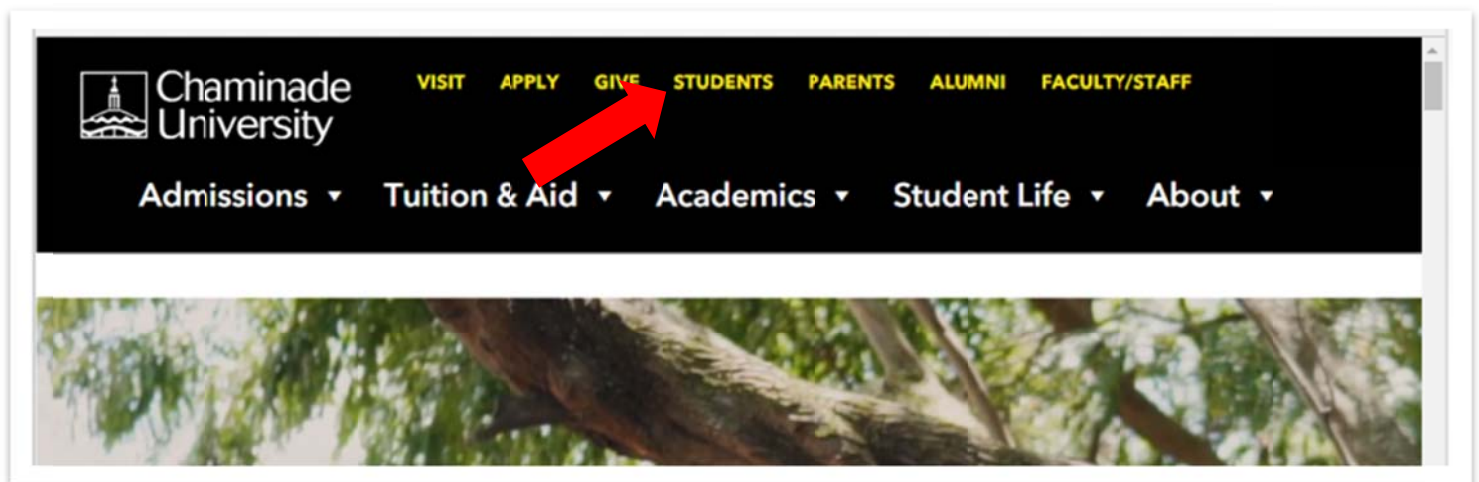 Chaminade
University
VISIT APPLY GIVE STUDENTS PARENTS ALUMNI FACULTY/STAFF
Admissions Tuition & Aid Academics Student Life About